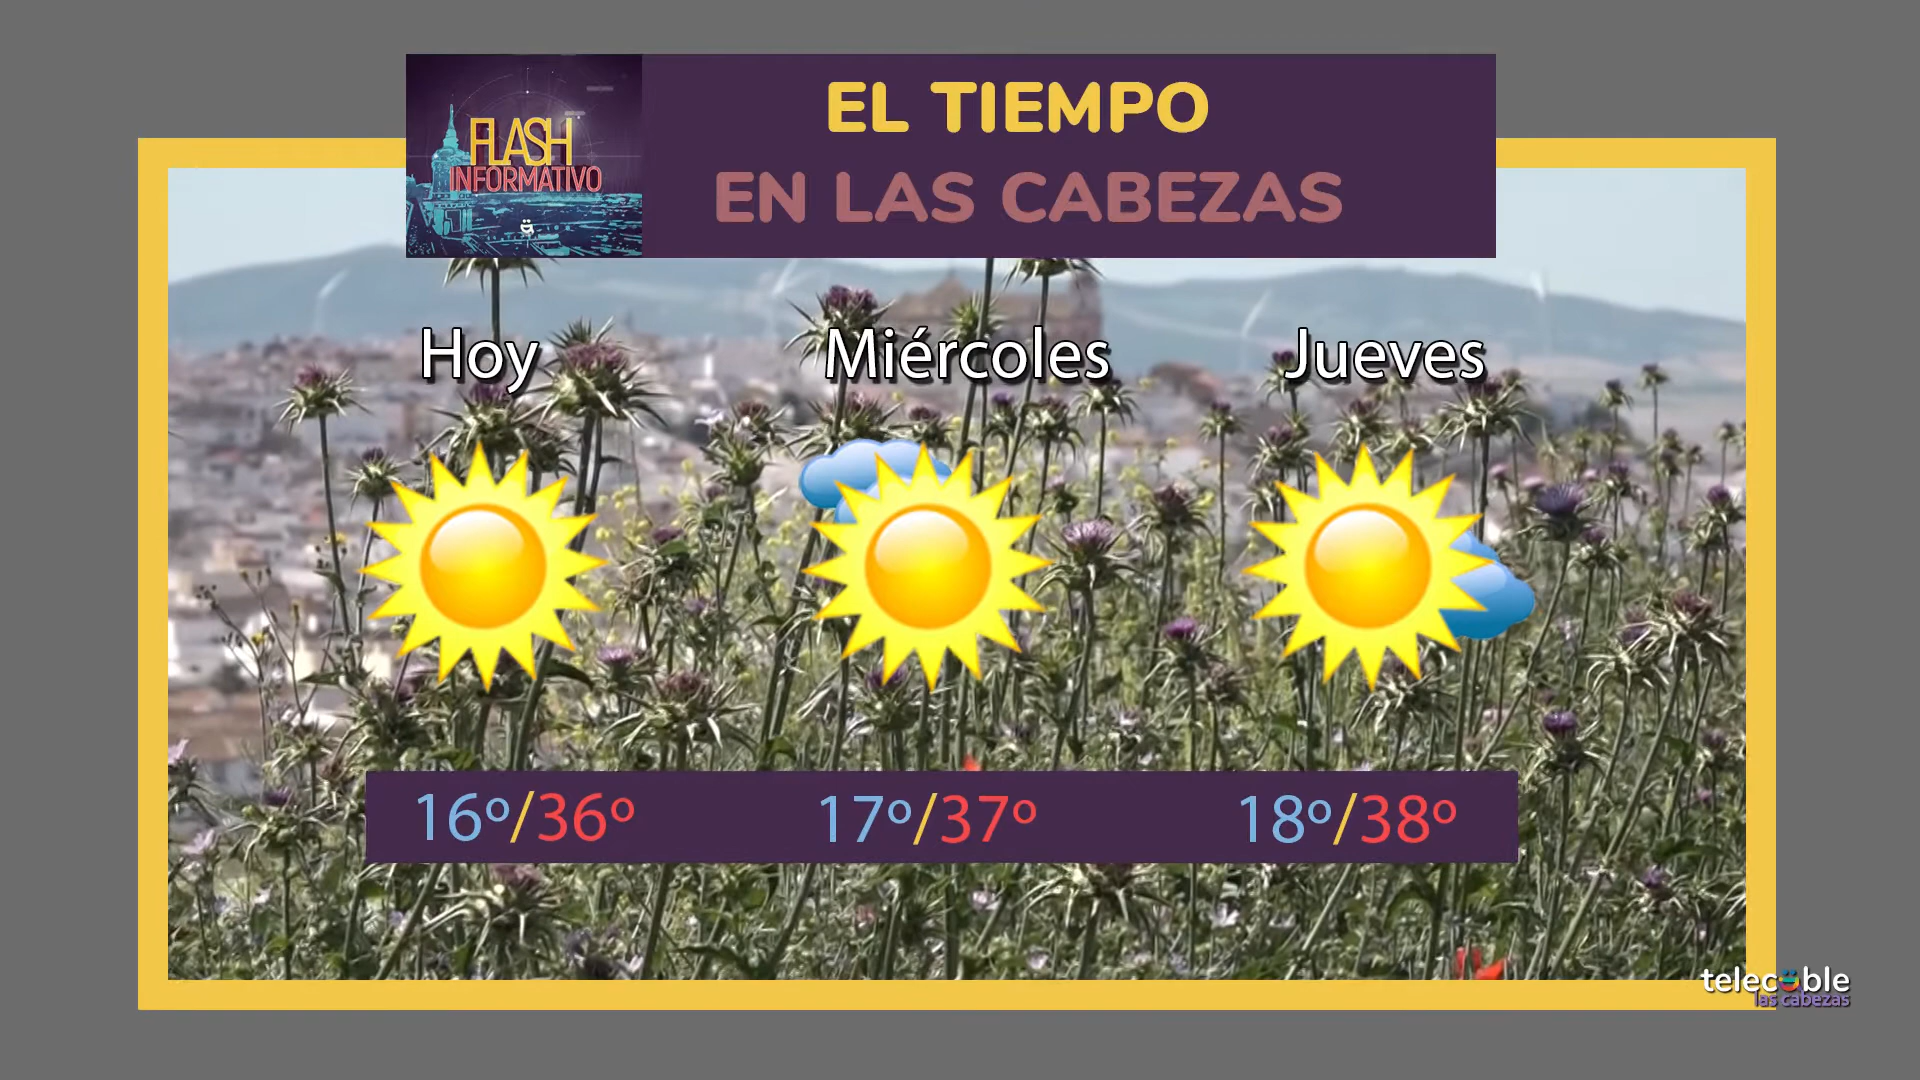 FLASH
INFORMATIVO
EL TIEMPO
EN LAS CABEZAS
Hoy Miércoles Jueves
16º/36º 17º/37º 18º/38º
telecable
las cabezas